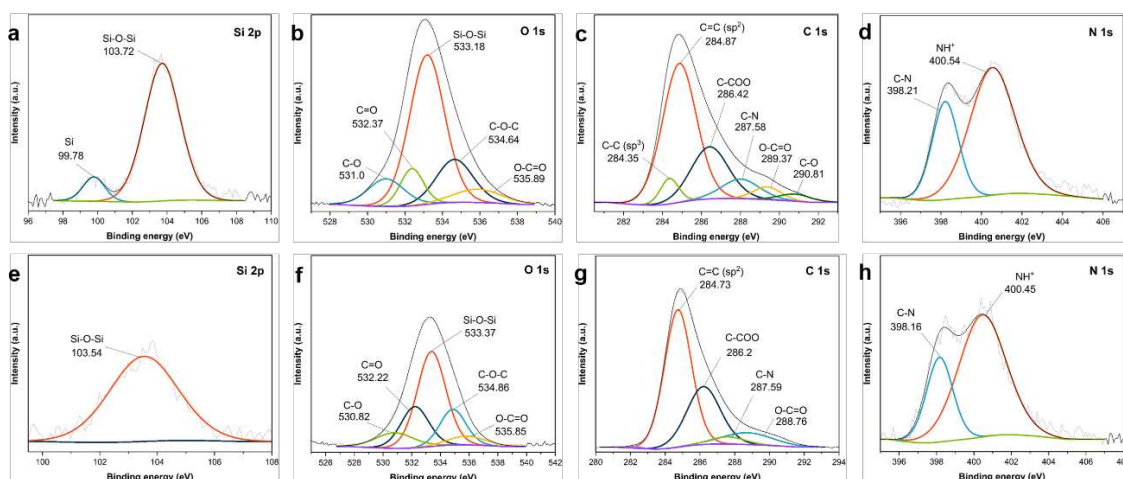 a
Si 2p
Si-O-Si
103.72
Si
99.78
Intensity (a.u.)
96 98 100 102 104 106 108 110
Binding energy (eV)
b
O 1s
Si-O-Si
533.18
C=O
532.37
C-O-C
534.64
C-O
531.0
O-C=O
535.89
Intensity (a.u.)
528 530 532 534 536 538 540
Binding energy (eV)
c
C 1s
C=C (sp²)
284.87
C-COO
286.42
C-N
287.58
C-C (sp³)
284.35
O-C=O
289.37
C-O
290.81
Intensity (a.u.)
282 284 286 288 290 292
Binding energy (eV)
d
N 1s
NH⁺
400.54
C-N
398.21
Intensity (a.u.)
396 398 400 402 404 406
Binding energy (eV)
e
Si 2p
Si-O-Si
103.54
Intensity (a.u.)
100 102 104 106 108
Binding energy (eV)
f
O 1s
Si-O-Si
533.37
C=O
532.22
C-O-C
534.86
C-O
530.82
O-C=O
535.85
Intensity (a.u.)
526 528 530 532 534 536 538 540 542
Binding energy (eV)
g
C 1s
C=C (sp²)
284.73
C-COO
286.2
C-N
287.59
O-C=O
288.76
Intensity (a.u.)
280 282 284 286 288 290 292 294
Binding energy (eV)
h
N 1s
NH⁺
400.45
C-N
398.16
Intensity (a.u.)
396 398 400 402 404 406
Binding energy (eV)